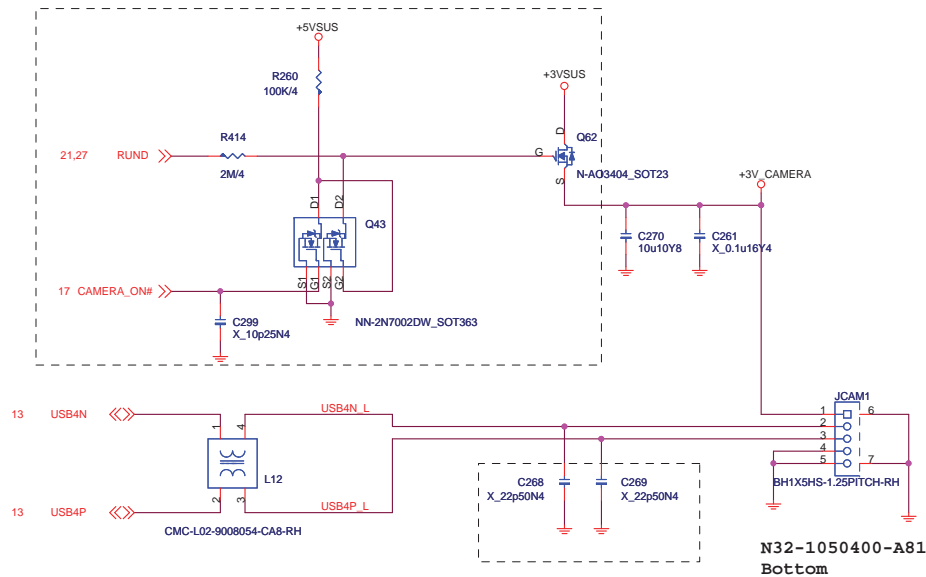 +5VSUS
R260
100K/4
+3VSUS
D
Q62
G
N-AO3404_SOT23
S
21,27 RUND
R414
2M/4
+3V_CAMERA
D1
D2
Q43
C270
10u10Y8
C261
X_0.1u16Y4
S1
G1
S2
G2
17 CAMERA_ON#
C299
X_10p25N4
NN-2N7002DW_SOT363
JCAM1
13 USB4N
USB4N_L
1
4
1
2
3
4
5
6
7
L12
BH1X5HS-1.25PITCH-RH
C268
X_22p50N4
C269
X_22p50N4
2
3
13 USB4P
USB4P_L
CMC-L02-9008054-CA8-RH
N32-1050400-A81
Bottom